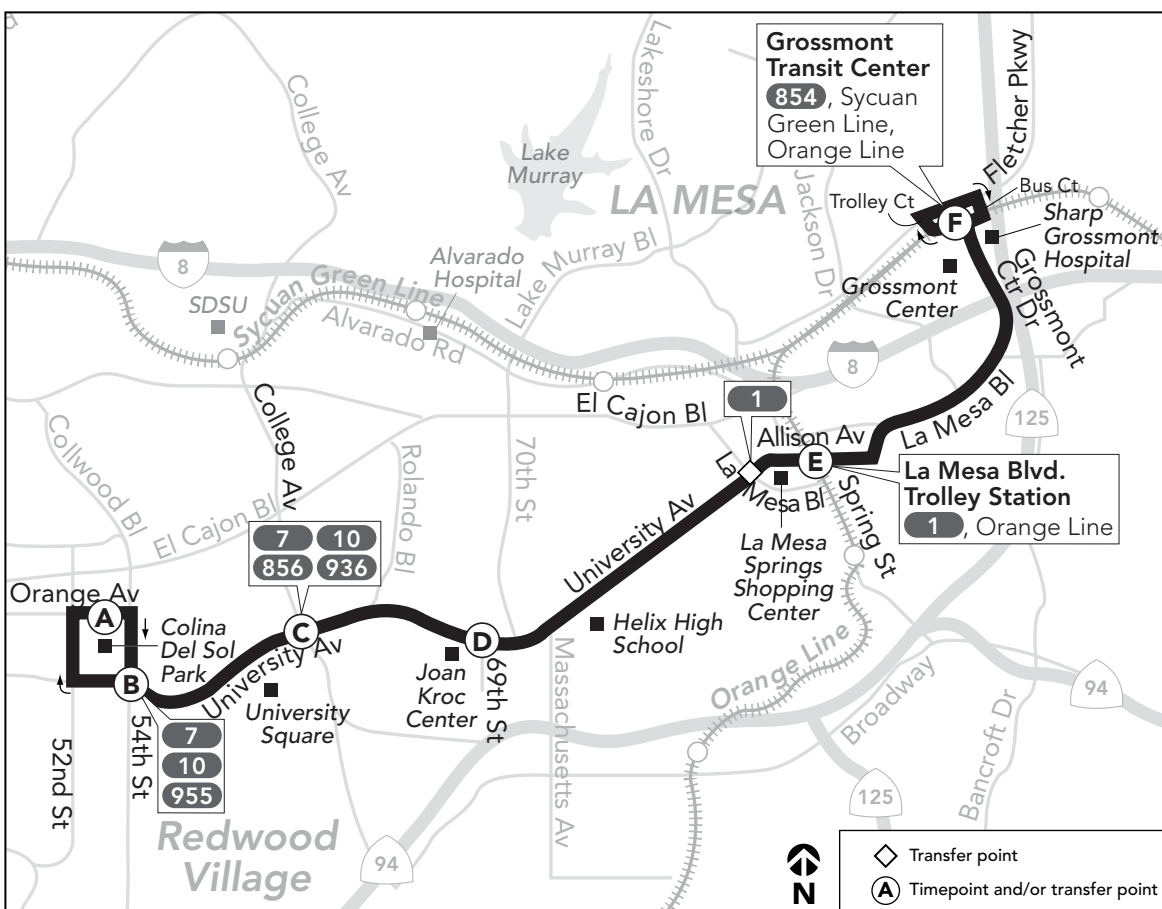 Grossmont
Transit Center
854, Sycuan
Green Line,
Orange Line
Fletcher Pkwy
College Av
Lakeshore Dr
Lake
Murray
LA MESA
Jackson Dr
Trolley Ct
Bus Ct
F
Sharp
Grossmont
Hospital
8
Alvarado
Hospital
Lake Murray Bl
Grossmont
Center
Grossmont
Ctr Dr
SDSU
Sycuan Green Line
Alvarado Rd
8
125
El Cajon Bl
1
Allison Av
La Mesa Bl
College Av
Collwood Bl
Rolando Bl
70th St
E
La Mesa Bl
La Mesa Blvd.
Trolley Station
1, Orange Line
Spring St
El Cajon Bl
7
10
856
936
University Av
La Mesa
Springs
Shopping
Center
Orange Av
A
Colina
Del Sol
Park
C
D
Helix High
School
B
University Av
University
Square
Joan
Kroc
Center
69th St
Massachusetts Av
Orange Line
Broadway
94
52nd St
54th St
7
10
955
Bancroft Dr
125
Redwood
Village
94
N
Transfer point
A
Timepoint and/or transfer point